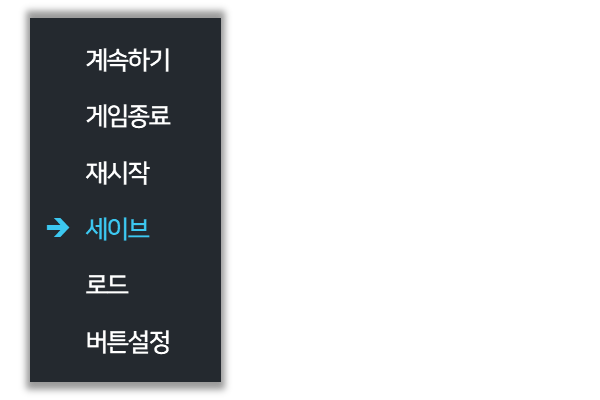 계속하기
게임종료
재시작
세이브
로드
버튼설정